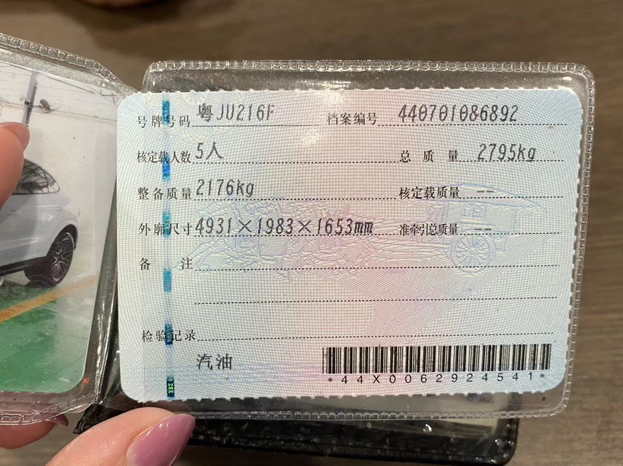 号牌号码 粤JU216F 档案编号 440701086892
核定载人数 5人 总质量 2795kg
整备质量 2176kg 核定载质量 --
外廓尺寸 4931×1983×1653mm 准牵引总质量 --
备注
检验记录
汽油
*44X0062924541*